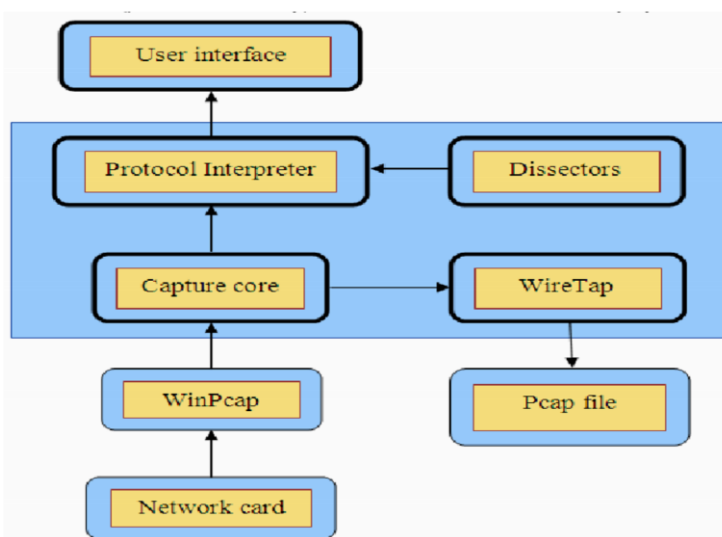 User interface
Protocol Interpreter
Dissectors
Capture core
WireTap
WinPcap
Pcap file
Network card